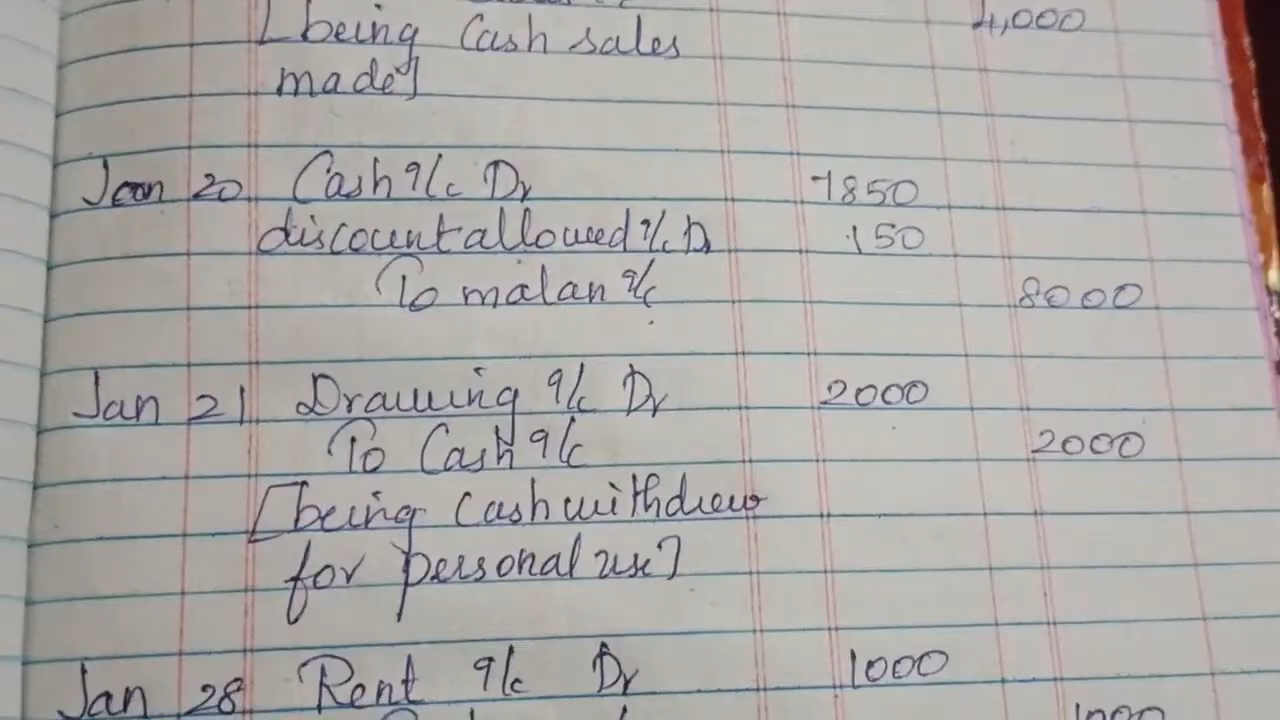 4,000
[being Cash sales
made]
Jan 20 Cash a/c Dr 7850
discount allowed a/c Dr 150
To malan a/c 8000
Jan 21 Drawing a/c Dr 2000
To Cash a/c 2000
[being cash withdrew
for personal use]
Jan 28 Rent a/c Dr 1000
1000